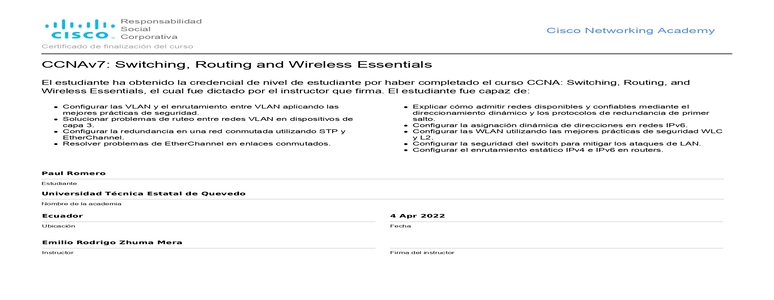 CISCO
Responsabilidad
Social
Corporativa
Cisco Networking Academy
Certificado de finalización del curso
CCNAv7: Switching, Routing and Wireless Essentials
El estudiante ha obtenido la credencial de nivel de estudiante por haber completado el curso CCNA: Switching, Routing, and
Wireless Essentials, el cual fue dictado por el instructor que firma. El estudiante fue capaz de:
• Configurar las VLAN y el enrutamiento entre VLAN aplicando las
mejores prácticas de seguridad.
• Solucionar problemas de ruteo entre redes VLAN en dispositivos de
capa 3.
• Configurar la redundancia en una red conmutada utilizando STP y
EtherChannel.
• Resolver problemas de EtherChannel en enlaces conmutados.
• Explicar cómo admitir redes disponibles y confiables mediante el
direccionamiento dinámico y los protocolos de redundancia de primer
salto.
• Configurar la asignación dinámica de direcciones en redes IPv6.
• Configurar las WLAN utilizando las mejores prácticas de seguridad WLC
y L2.
• Configurar la seguridad del switch para mitigar los ataques de LAN.
• Configurar el enrutamiento estático IPv4 e IPv6 en routers.
Paul Romero
Estudiante
Universidad Técnica Estatal de Quevedo
Nombre de la academia
Ecuador
Ubicación
4 Apr 2022
Fecha
Emilio Rodrigo Zhuma Mera
Instructor
Firma del instructor